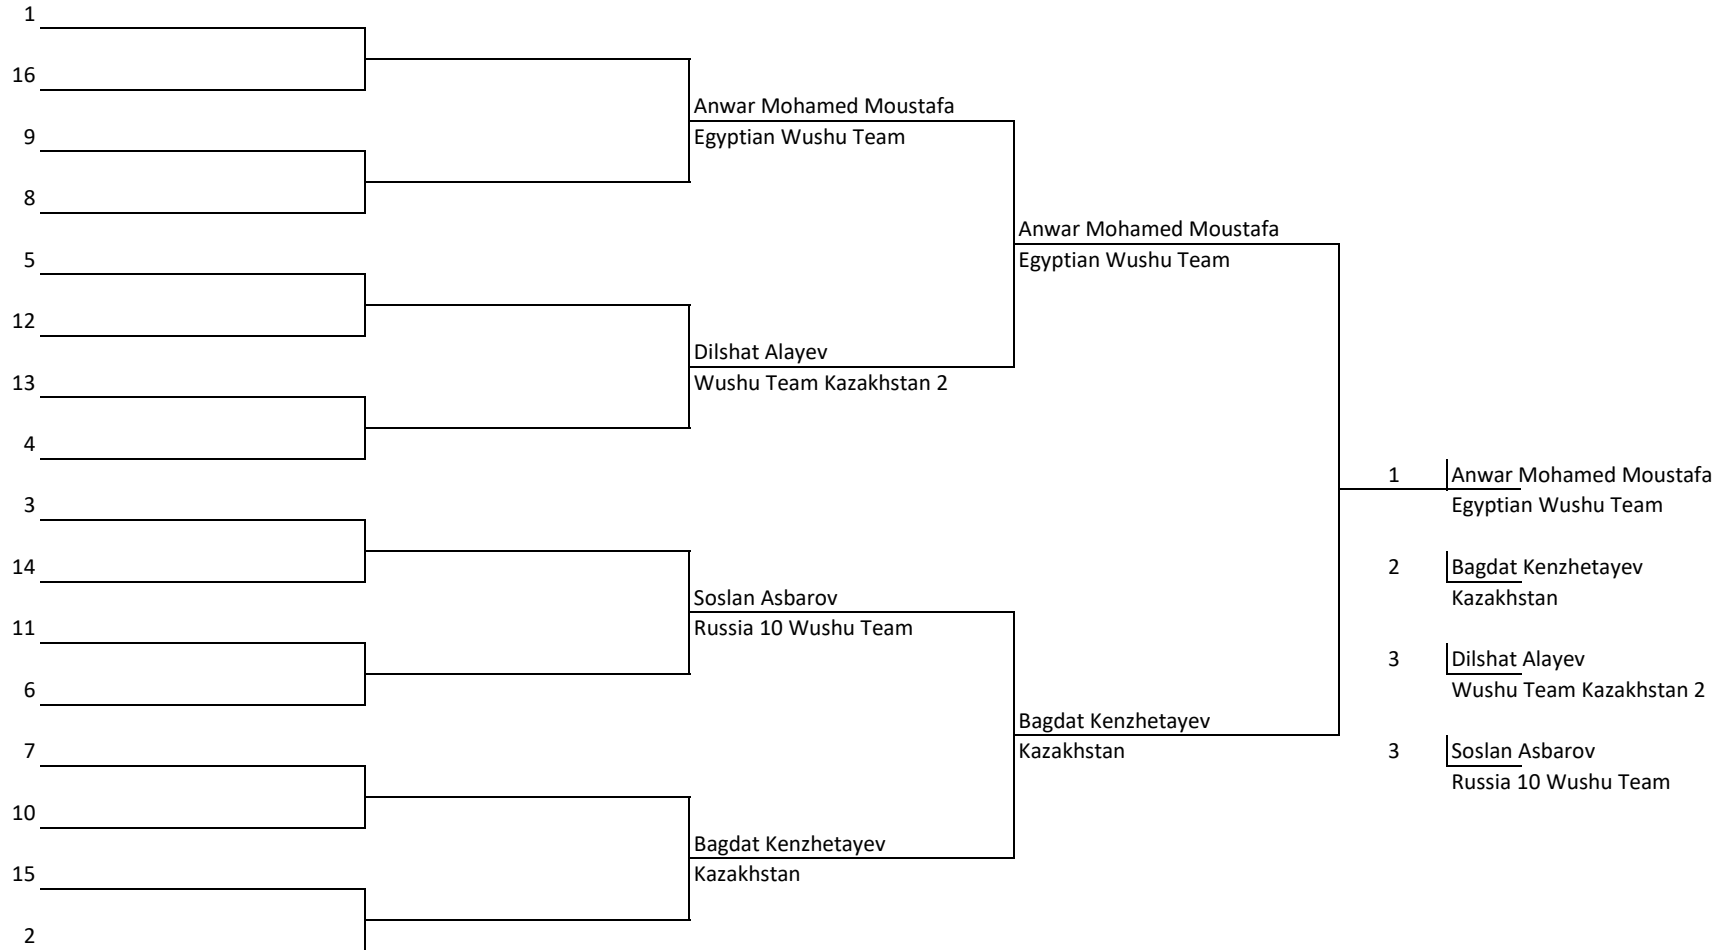 1
16
Anwar Mohamed Moustafa
9
Egyptian Wushu Team
8
Anwar Mohamed Moustafa
5
Egyptian Wushu Team
12
Dilshat Alayev
13
Wushu Team Kazakhstan 2
4
1 Anwar Mohamed Moustafa
3
Egyptian Wushu Team
14
2 Bagdat Kenzhetayev
Soslan Asbarov
Kazakhstan
11
Russia 10 Wushu Team
3 Dilshat Alayev
6
Wushu Team Kazakhstan 2
Bagdat Kenzhetayev
7
Kazakhstan
3 Soslan Asbarov
Russia 10 Wushu Team
10
Bagdat Kenzhetayev
15
Kazakhstan
2